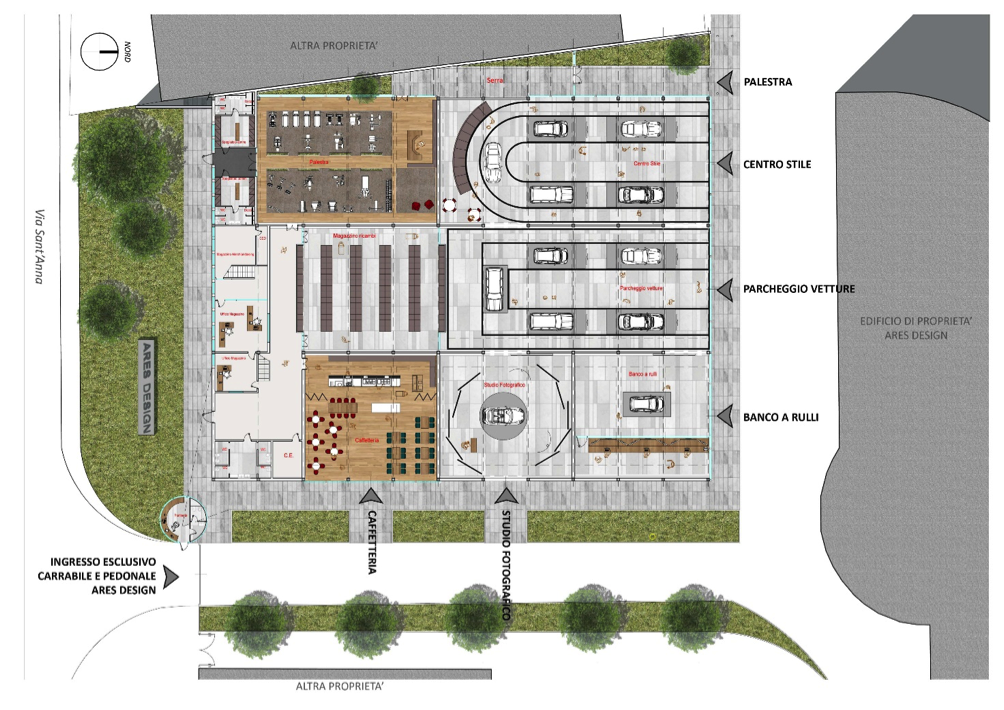 NORD
ALTRA PROPRIETA'
Serra
PALESTRA
Palestra
Centro Stile
CENTRO STILE
Via Sant'Anna
Magazzino ricambi
Parcheggio vetture
PARCHEGGIO VETTURE
EDIFICIO DI PROPRIETA'
ARES DESIGN
ARES DESIGN
Studio Fotografico
Banco a rulli
BANCO A RULLI
Caffetteria
C.E.
CAFFETTERIA
STUDIO FOTOGRAFICO
INGRESSO ESCLUSIVO
CARRABILE E PEDONALE
ARES DESIGN
ALTRA PROPRIETA'